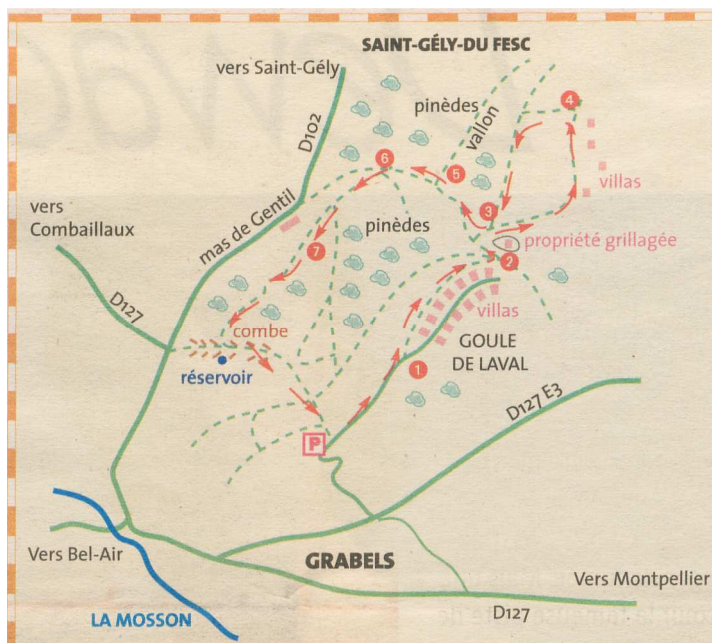 SAINT-GÉLY-DU FESC
vers Saint-Gély
pinèdes
4
D102
vallon
6
5
villas
vers
Combaillaux
mas de Gentil
3
pinèdes
propriété grillagée
7
2
D127
combe
villas
réservoir
1
GOULE
DE LAVAL
D127 E3
P
Vers Bel-Air
GRABELS
Vers Montpellier
LA MOSSON
D127